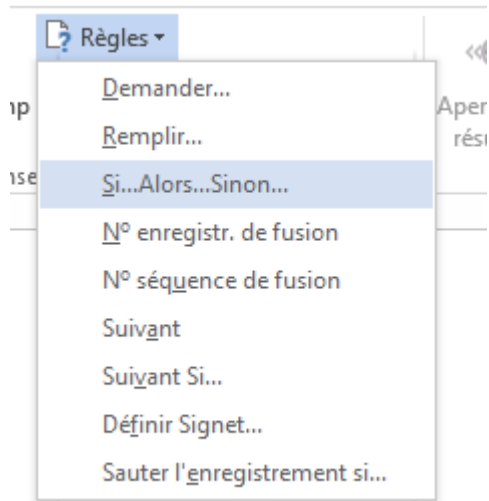 Règles
Demander...
Remplir...
Si...Alors...Sinon...
Nº enregistr. de fusion
Nº séquence de fusion
Suivant
Suivant Si...
Définir Signet...
Sauter l'enregistrement si...